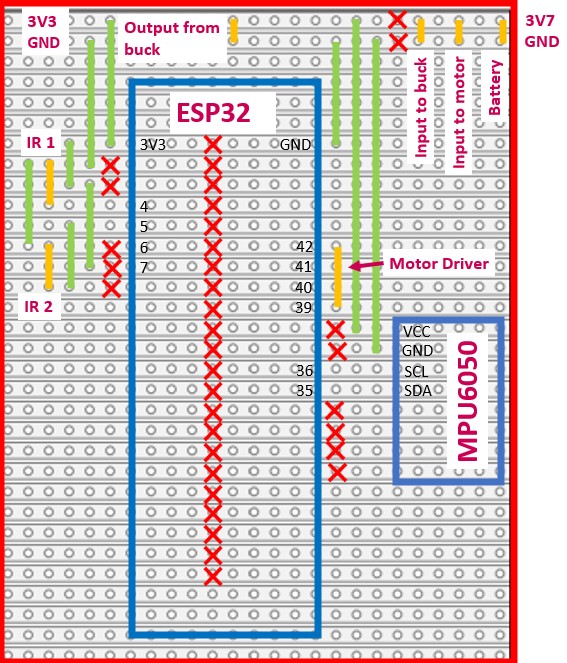 3V3
GND
Output from
buck
3V7
GND
Input to buck
Input to motor
Battery
ESP32
IR 1
3V3
GND
4
5
6
7
42
41
40
39
Motor Driver
IR 2
VCC
GND
36
SCL
35
SDA
MPU6050